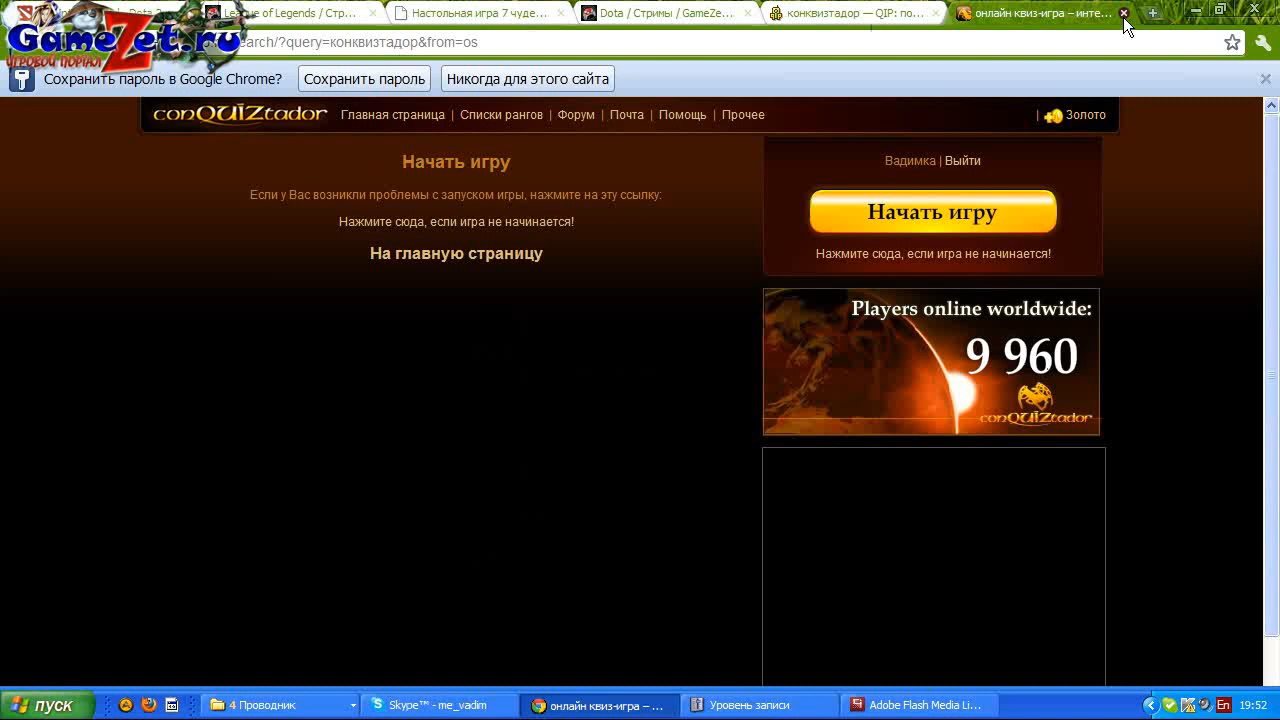 GameZet.ru
ИГРОВОЙ ПОРТАЛ
League of Legends / Стр...
Настольная игра 7 чуде...
Dota / Стримы / GameZe...
конквизтадор — QIP: по...
онлайн квиз-игра – инте...
earch/?query=конквизтадор&from=os
Сохранить пароль в Google Chrome?
Сохранить пароль
Никогда для этого сайта
conQUIZtador
Главная страница | Списки рангов | Форум | Почта | Помощь | Прочее
| Золото
Начать игру
Если у Вас возникли проблемы с запуском игры, нажмите на эту ссылку:
Нажмите сюда, если игра не начинается!
На главную страницу
Вадимка | Выйти
Начать игру
Нажмите сюда, если игра не начинается!
Players online worldwide:
9 960
conQUIZtador
пуск
4 Проводник
Skype™ - me_vadim
онлайн квиз-игра – ...
Уровень записи
Adobe Flash Media Li...
En
19:52